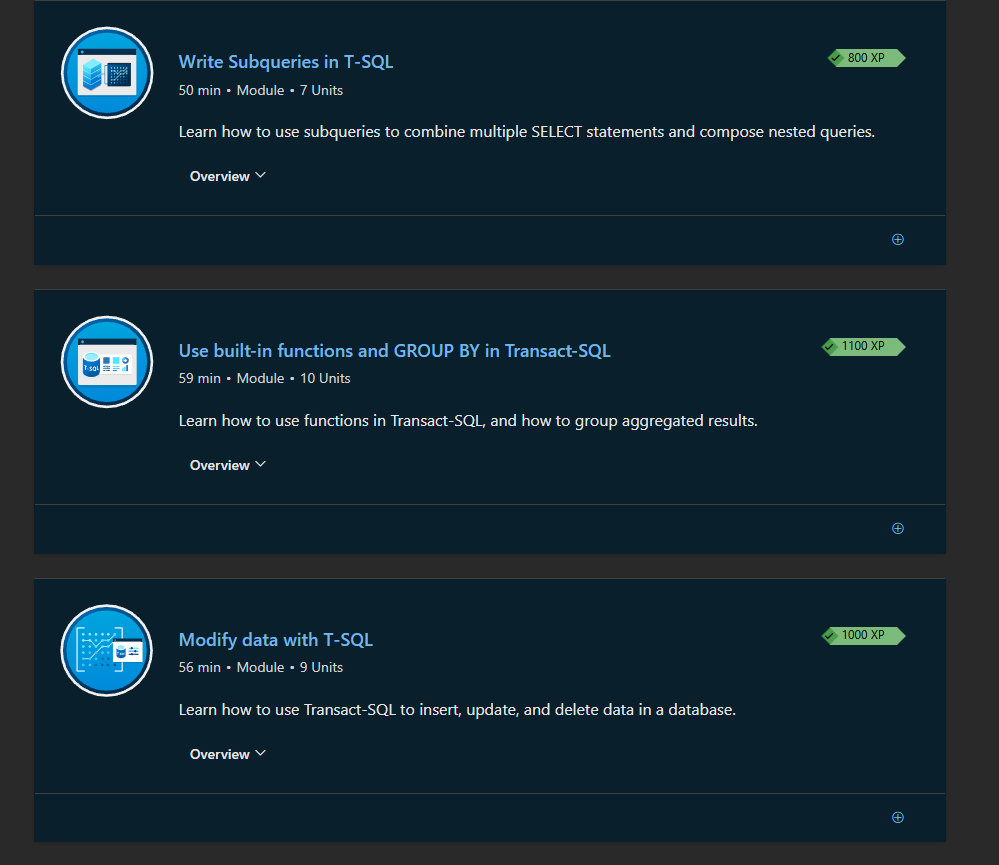 Write Subqueries in T-SQL
800 XP
50 min • Module • 7 Units
Learn how to use subqueries to combine multiple SELECT statements and compose nested queries.
Overview
Use built-in functions and GROUP BY in Transact-SQL
1100 XP
T-SQL
59 min • Module • 10 Units
Learn how to use functions in Transact-SQL, and how to group aggregated results.
Overview
Modify data with T-SQL
1000 XP
56 min • Module • 9 Units
Learn how to use Transact-SQL to insert, update, and delete data in a database.
Overview